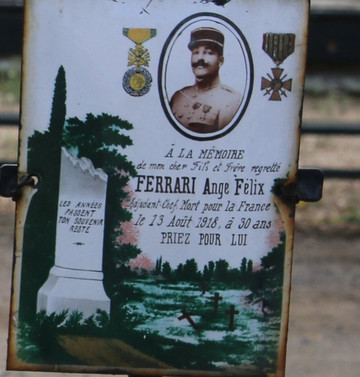 À LA MÉMOIRE
de mon cher Fils et Frère regretté
FERRARI Ange Félix
Adjudant-Chef, Mort pour la France
le 13 Août 1918, à 30 ans
PRIEZ POUR LUI
LES ANNÉES
PASSENT
TON SOUVENIR
RESTE